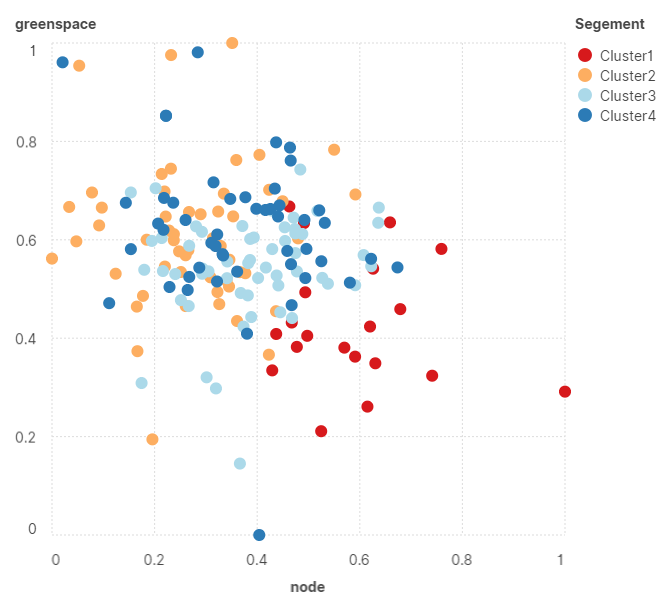 greenspace
Segement
Cluster1
Cluster2
Cluster3
Cluster4
1
0.8
0.6
0.4
0.2
0
0 0.2 0.4 0.6 0.8 1
node